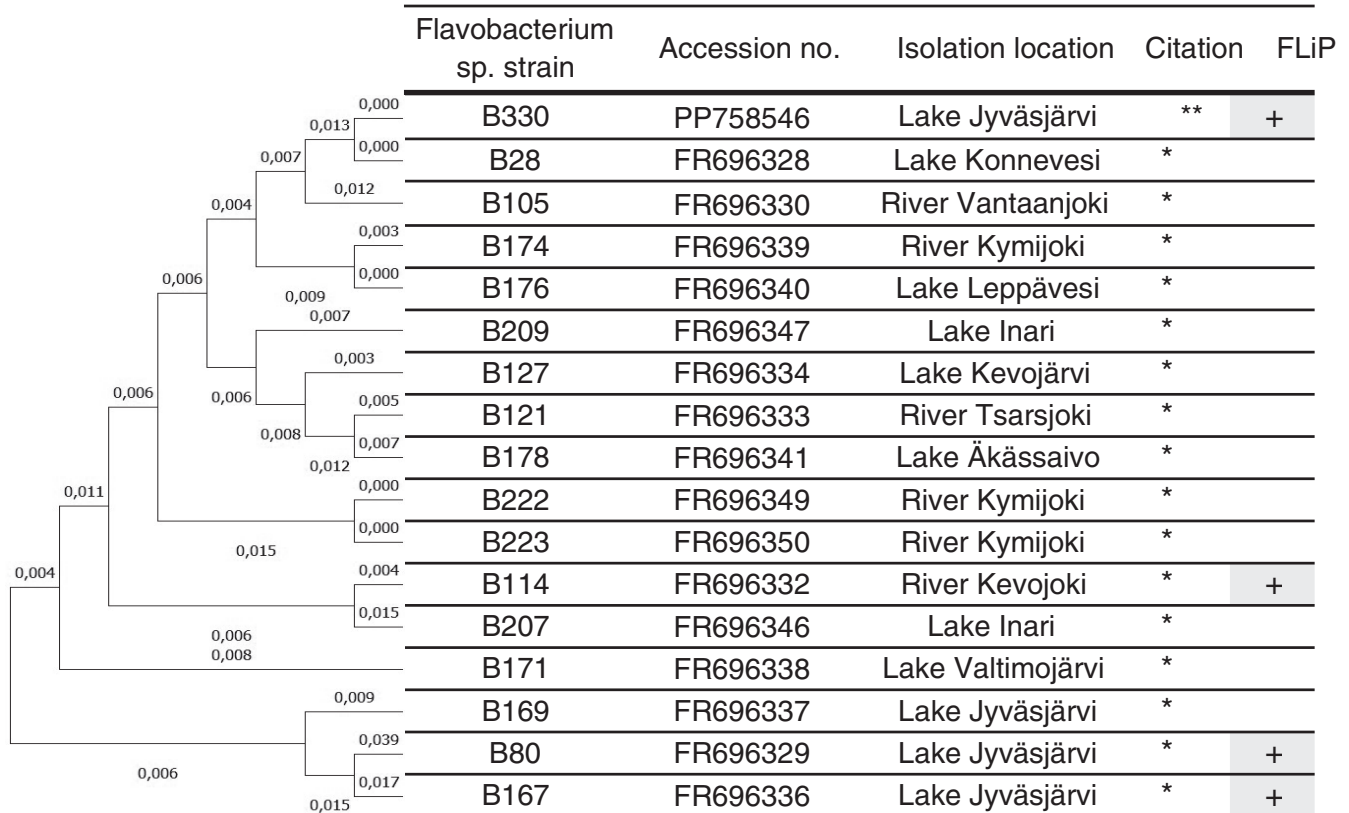 Flavobacterium sp. strain Accession no. Isolation location Citation FLiP
0,000
B330 PP758546 Lake Jyväsjärvi ** +
0,013
0,000
B28 FR696328 Lake Konnevesi *
0,007
0,012
B105 FR696330 River Vantaanjoki *
0,004
0,003
B174 FR696339 River Kymijoki *
0,000
0,006
B176 FR696340 Lake Leppävesi *
0,009
0,007
B209 FR696347 Lake Inari *
0,003
B127 FR696334 Lake Kevojärvi *
0,006
0,006
0,005
B121 FR696333 River Tsarsjoki *
0,008
0,007
B178 FR696341 Lake Äkässaivo *
0,012
0,011
0,000
B222 FR696349 River Kymijoki *
0,000
B223 FR696350 River Kymijoki *
0,015
0,004
0,004
B114 FR696332 River Kevojoki * +
0,015
B207 FR696346 Lake Inari *
0,006
0,008
B171 FR696338 Lake Valtimojärvi *
0,009
B169 FR696337 Lake Jyväsjärvi *
0,039
B80 FR696329 Lake Jyväsjärvi * +
0,006
0,017
B167 FR696336 Lake Jyväsjärvi * +
0,015